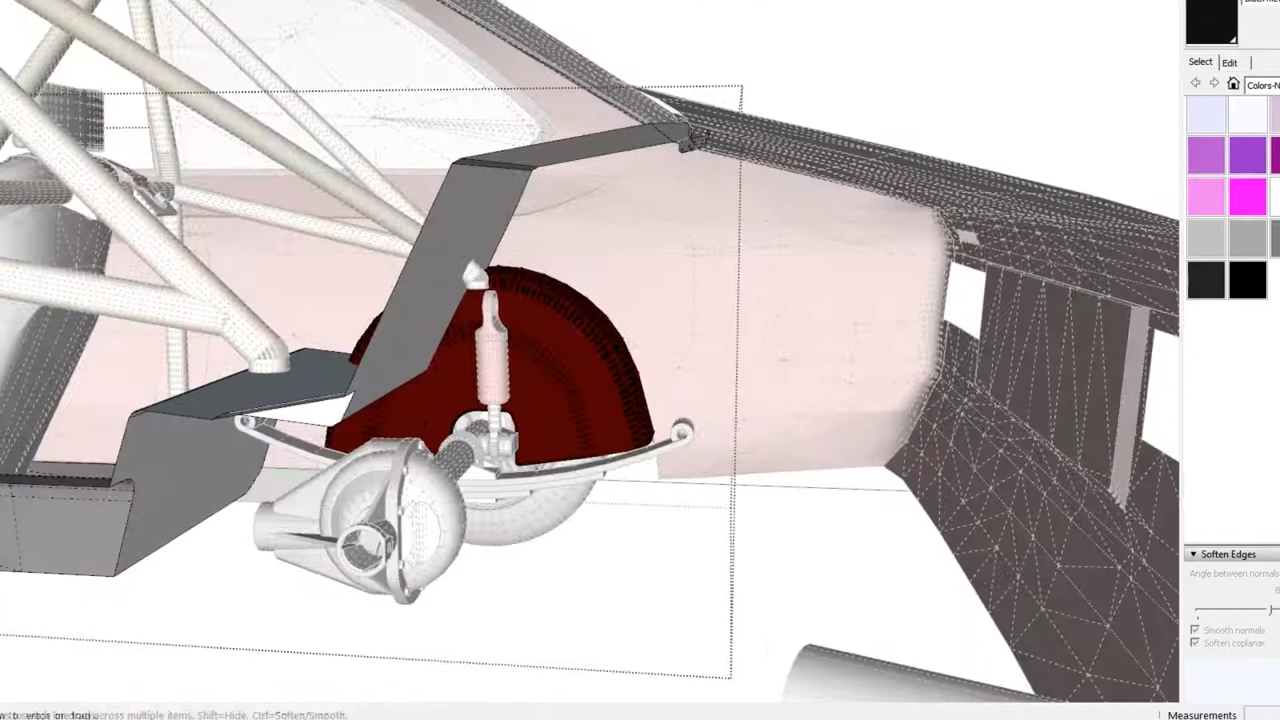 Select
Edit
Colors-N
Soften Edges
Angle between normals
Smooth normals
Soften coplanar
across multiple items. Shift=Hide, Ctrl=Soften/Smooth.
Measurements